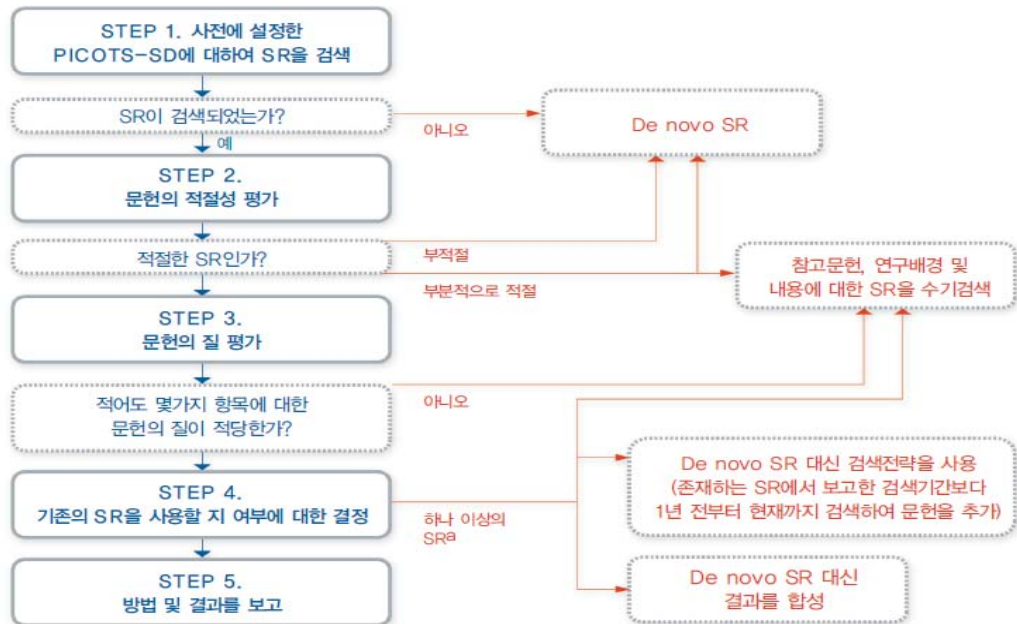 STEP 1. 사전에 설정한
PICOTS-SD에 대하여 SR을 검색
SR이 검색되었는가?
아니오
De novo SR
예
STEP 2.
문헌의 적절성 평가
적절한 SR인가?
부적절
부분적으로 적절
참고문헌, 연구배경 및
내용에 대한 SR을 수기검색
STEP 3.
문헌의 질 평가
적어도 몇가지 항목에 대한
문헌의 질이 적당한가?
아니오
De novo SR 대신 검색전략을 사용
(존재하는 SR에서 보고한 검색기간보다
1년 전부터 현재까지 검색하여 문헌을 추가)
STEP 4.
기존의 SR을 사용할 지 여부에 대한 결정
하나 이상의
SRa
STEP 5.
방법 및 결과를 보고
De novo SR 대신
결과를 합성